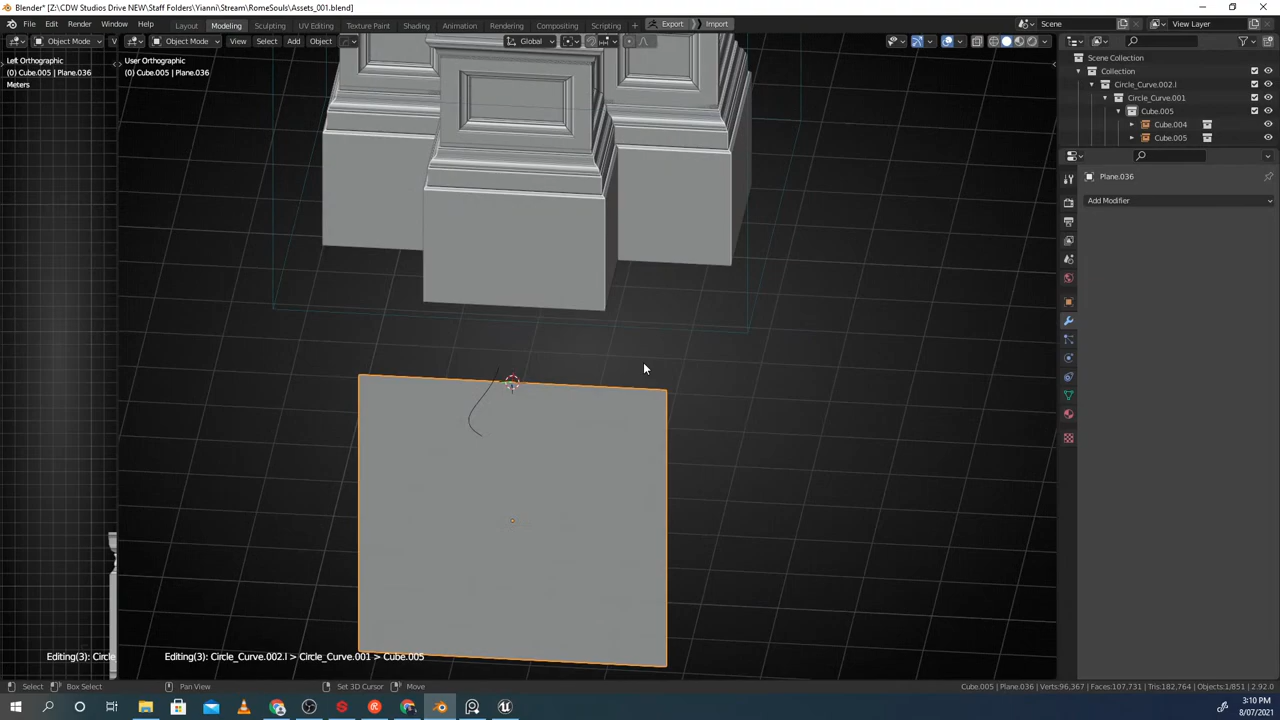 Blender* [Z:\CDW Studios Drive NEW\Staff Folders\Yianni\Stream\RomeSouls\Assets_001.blend]
File Edit Render Window Help Layout Modeling Sculpting UV Editing Texture Paint Shading Animation Rendering Compositing Scripting + Export Import Scene View Layer
Object Mode V Object Mode View Select Add Object Global
Left Orthographic
(0) Cube.005 | Plane.036
Meters
User Orthographic
(0) Cube.005 | Plane.036
Scene Collection
Collection
Circle_Curve.002.l
Circle_Curve.001
Cube.005
Cube.004
Cube.005
Plane.036
Add Modifier
Editing(3): Circle
Editing(3): Circle_Curve.002.l > Circle_Curve.001 > Cube.005
Select Box Select Pan View Set 3D Cursor Move Cube.005 | Plane.036 | Verts:96,367 | Faces:107,731 | Tris:182,764 | Objects:1/851 | 2.92.0
3:10 PM
8/07/2021